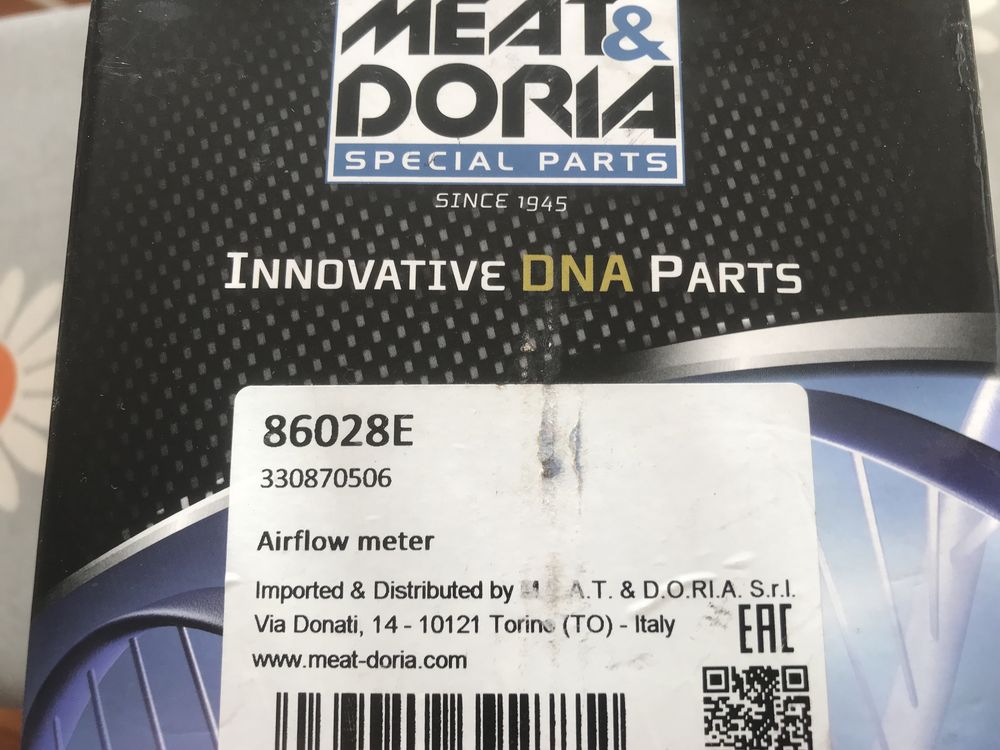 MEAT &
DORIA
SPECIAL PARTS
SINCE 1945
INNOVATIVE DNA PARTS
86028E
330870506
Airflow meter
Imported & Distributed by A.T. & D.O.RI.A. S.r.l.
Via Donati, 14 - 10121 Torino (TO) - Italy
www.meat-doria.com
EAC